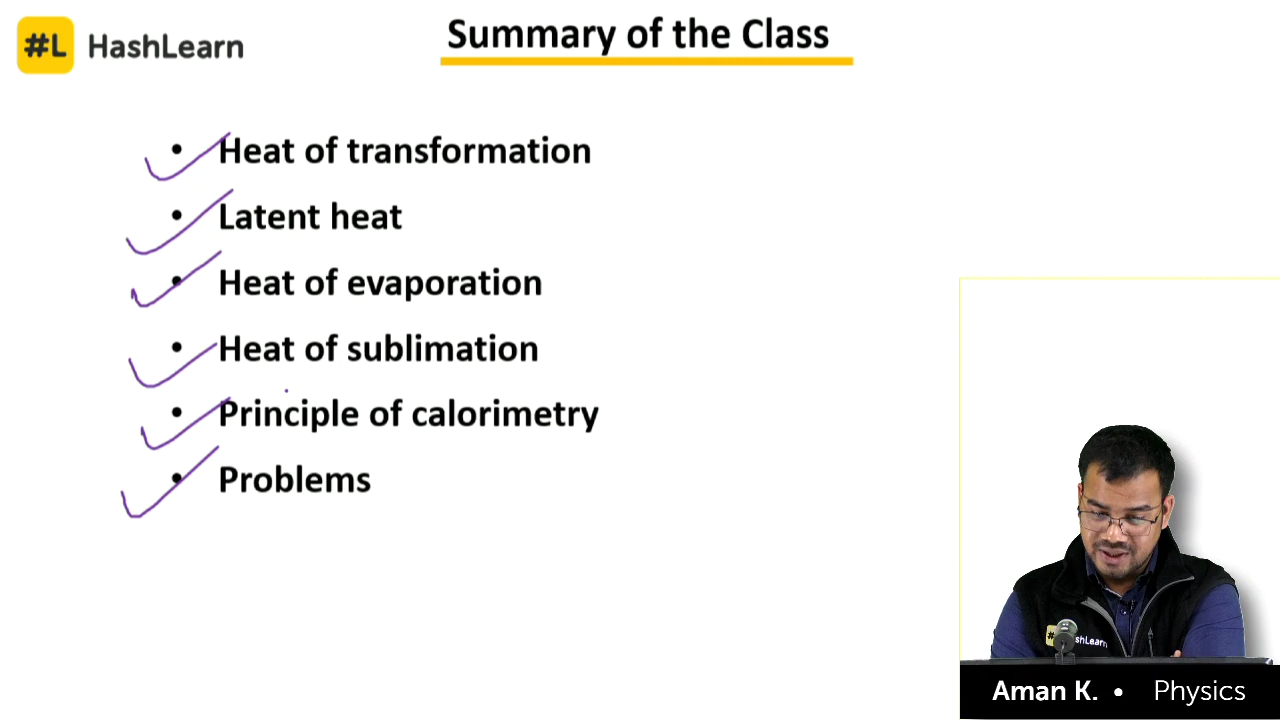 #L HashLearn
Summary of the Class
• Heat of transformation
• Latent heat
• Heat of evaporation
• Heat of sublimation
• Principle of calorimetry
• Problems
#
shLearn
Aman K. • Physics